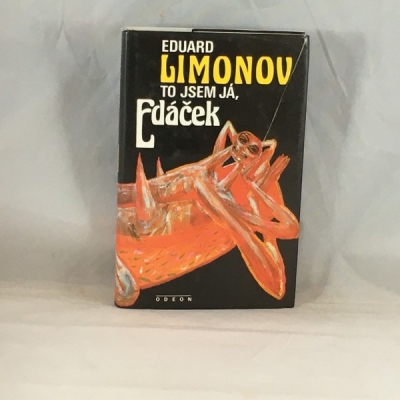 EDUARD
LIMONOV
TO JSEM JÁ,
Edáček
ODEON